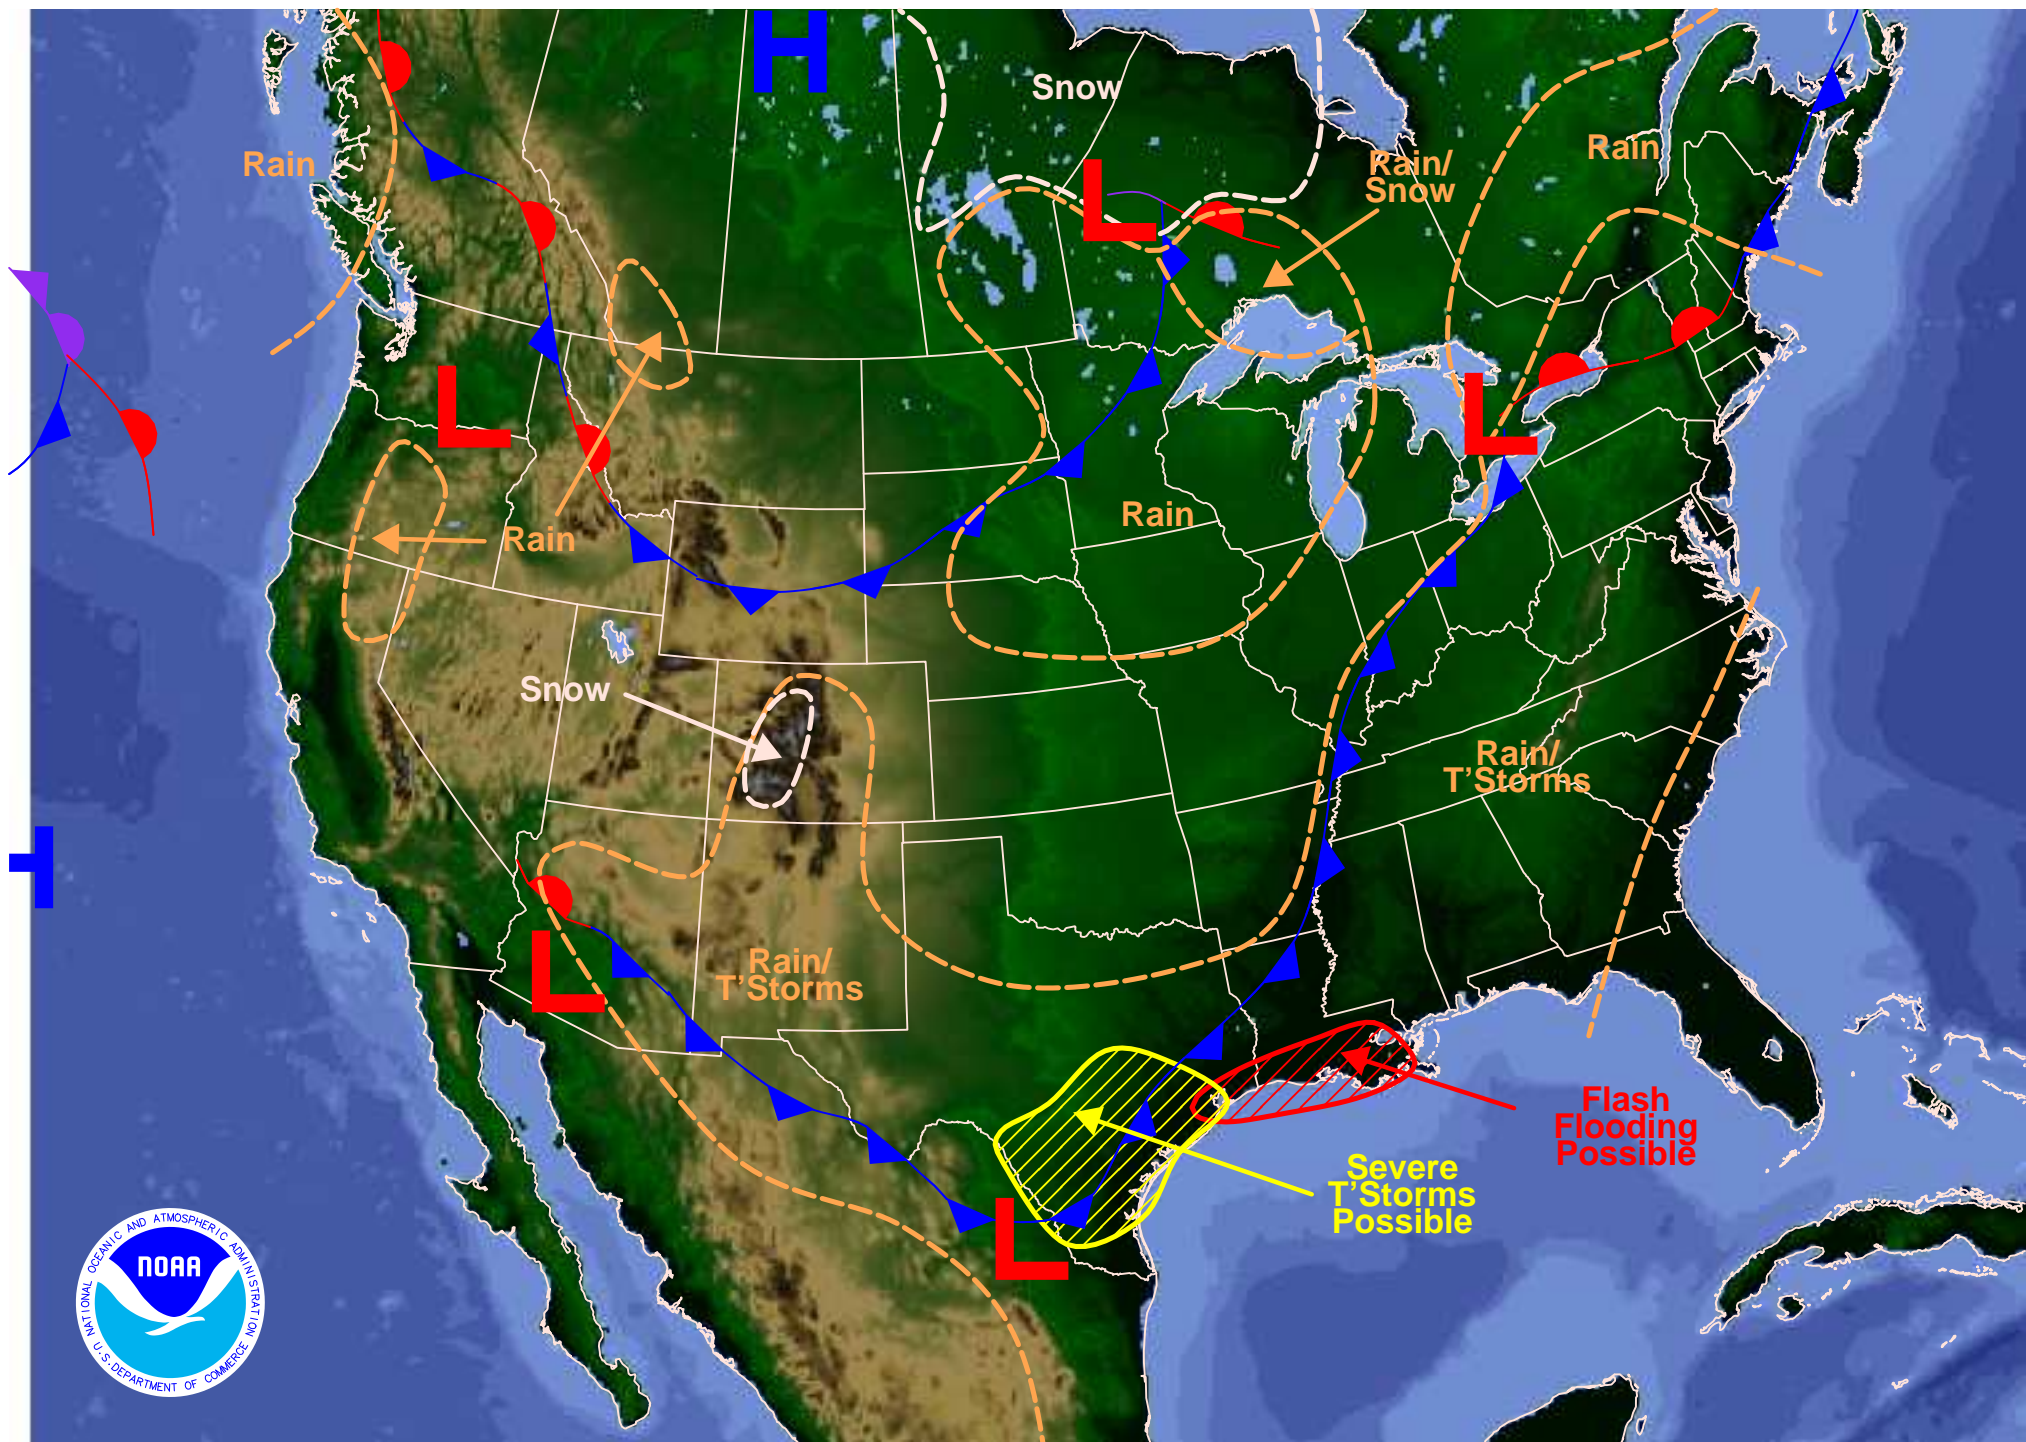 H
Snow
Rain
Rain/
Snow
Rain
L
L
L
Rain
Rain
Snow
Rain/
T'Storms
L
Rain/
T'Storms
Flash
Flooding
Possible
Severe
T'Storms
Possible
L
NATIONAL OCEANIC AND ATMOSPHERIC ADMINISTRATION
NOAA
U.S. DEPARTMENT OF COMMERCE